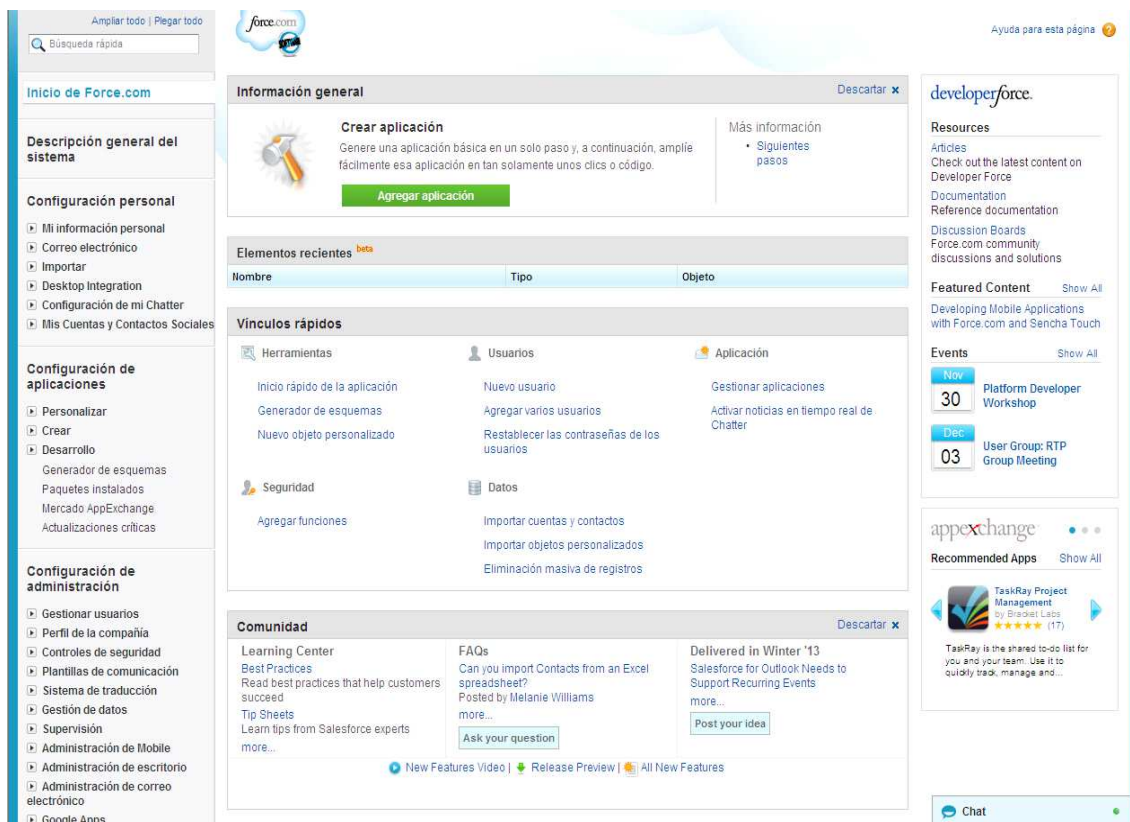 Ampliar todo | Plegar todo
Búsqueda rápida
Inicio de Force.com
Descripción general del
sistema
Configuración personal
Mi información personal
Correo electrónico
Importar
Desktop Integration
Configuración de mi Chatter
Mis Cuentas y Contactos Sociales
Configuración de
aplicaciones
Personalizar
Crear
Desarrollo
Generador de esquemas
Paquetes instalados
Mercado AppExchange
Actualizaciones críticas
Configuración de
administración
Gestionar usuarios
Perfil de la compañía
Controles de seguridad
Plantillas de comunicación
Sistema de traducción
Gestión de datos
Supervisión
Administración de Mobile
Administración de escritorio
Administración de correo
electrónico
Google Apps
force.com
SOFTWARE
Ayuda para esta página
Información general
Descartar x
Crear aplicación
Genere una aplicación básica en un solo paso y, a continuación, amplíe
fácilmente esa aplicación en tan solamente unos clics o código.
Agregar aplicación
Más información
• Siguientes
pasos
Elementos recientes beta
Nombre Tipo Objeto
Vínculos rápidos
Herramientas
Inicio rápido de la aplicación
Generador de esquemas
Nuevo objeto personalizado
Usuarios
Nuevo usuario
Agregar varios usuarios
Restablecer las contraseñas de los
usuarios
Aplicación
Gestionar aplicaciones
Activar noticias en tiempo real de
Chatter
Seguridad
Agregar funciones
Datos
Importar cuentas y contactos
Importar objetos personalizados
Eliminación masiva de registros
Comunidad
Descartar x
Learning Center
Best Practices
Read best practices that help customers
succeed
Tip Sheets
Learn tips from Salesforce experts
more...
FAQs
Can you import Contacts from an Excel
spreadsheet?
Posted by Melanie Williams
more...
Ask your question
Delivered in Winter '13
Salesforce for Outlook Needs to
Support Recurring Events
more...
Post your idea
New Features Video | Release Preview | All New Features
developerforce.
Resources
Articles
Check out the latest content on
Developer Force
Documentation
Reference documentation
Discussion Boards
Force.com community
discussions and solutions
Featured Content Show All
Developing Mobile Applications
with Force.com and Sencha Touch
Events Show All
Nov
30
Platform Developer
Workshop
Dec
03
User Group: RTP
Group Meeting
appexchange
Recommended Apps Show All
TaskRay Project
Management
by Bracket Labs
(17)
TaskRay is the shared to-do list for
you and your team. Use it to
quickly track, manage and...
Chat